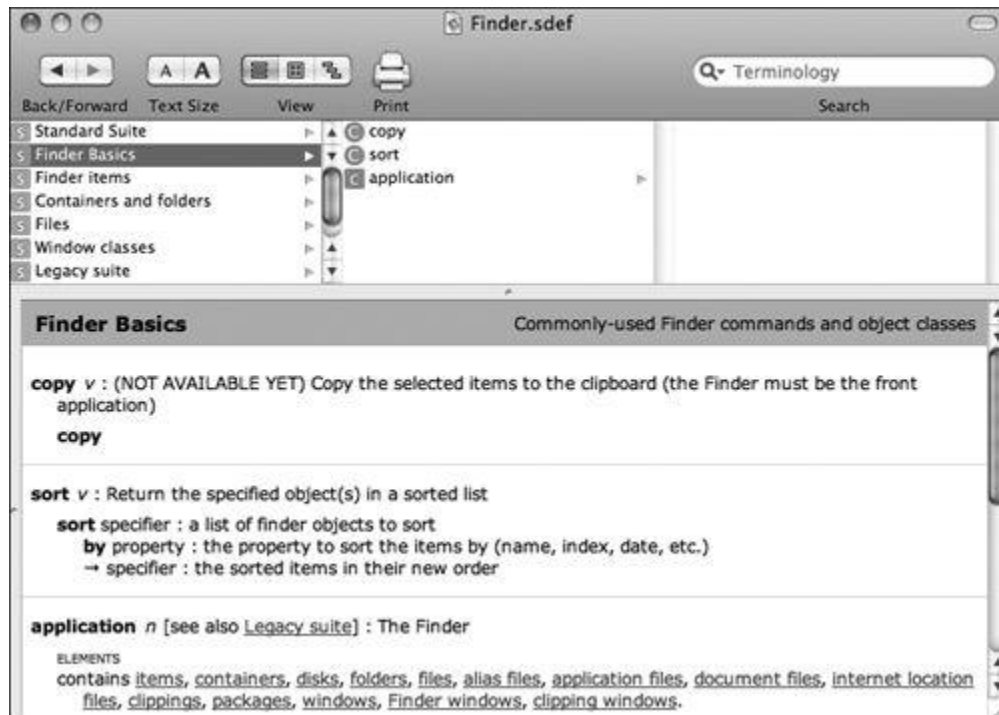 Finder.sdef
A A
Terminology
Back/Forward Text Size View Print Search
S Standard Suite
S Finder Basics
S Finder items
S Containers and folders
S Files
S Window classes
S Legacy suite
C copy
C sort
C application
Finder Basics Commonly-used Finder commands and object classes
copy v : (NOT AVAILABLE YET) Copy the selected items to the clipboard (the Finder must be the front
application)
copy
sort v : Return the specified object(s) in a sorted list
sort specifier : a list of finder objects to sort
by property : the property to sort the items by (name, index, date, etc.)
→ specifier : the sorted items in their new order
application n [see also Legacy suite] : The Finder
ELEMENTS
contains items, containers, disks, folders, files, alias files, application files, document files, internet location
files, clippings, packages, windows, Finder windows, clipping windows.